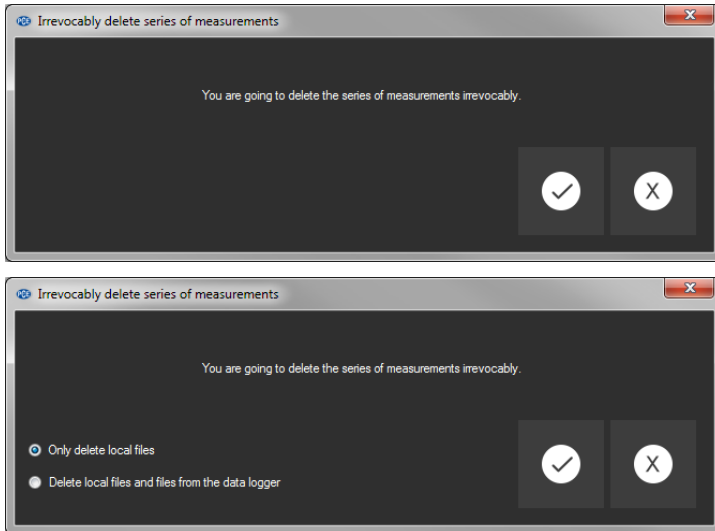 PCE Irrevocably delete series of measurements
You are going to delete the series of measurements irrevocably.
X
PCE Irrevocably delete series of measurements
You are going to delete the series of measurements irrevocably.
Only delete local files
Delete local files and files from the data logger
X